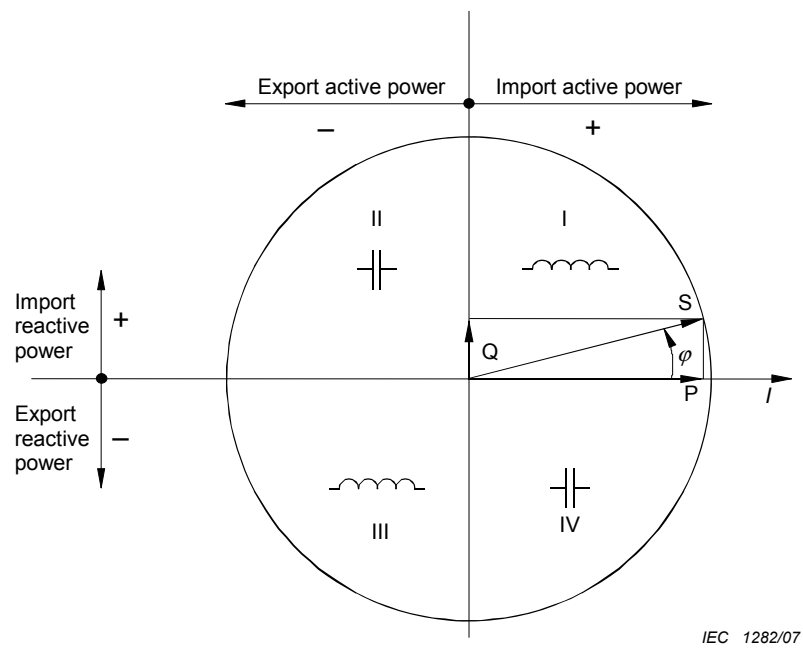 Export active power
Import active power
–
+
II
I
S
Import
reactive
power
+
Q
φ
P
I
Export
reactive
power
–
III
IV
IEC 1282/07